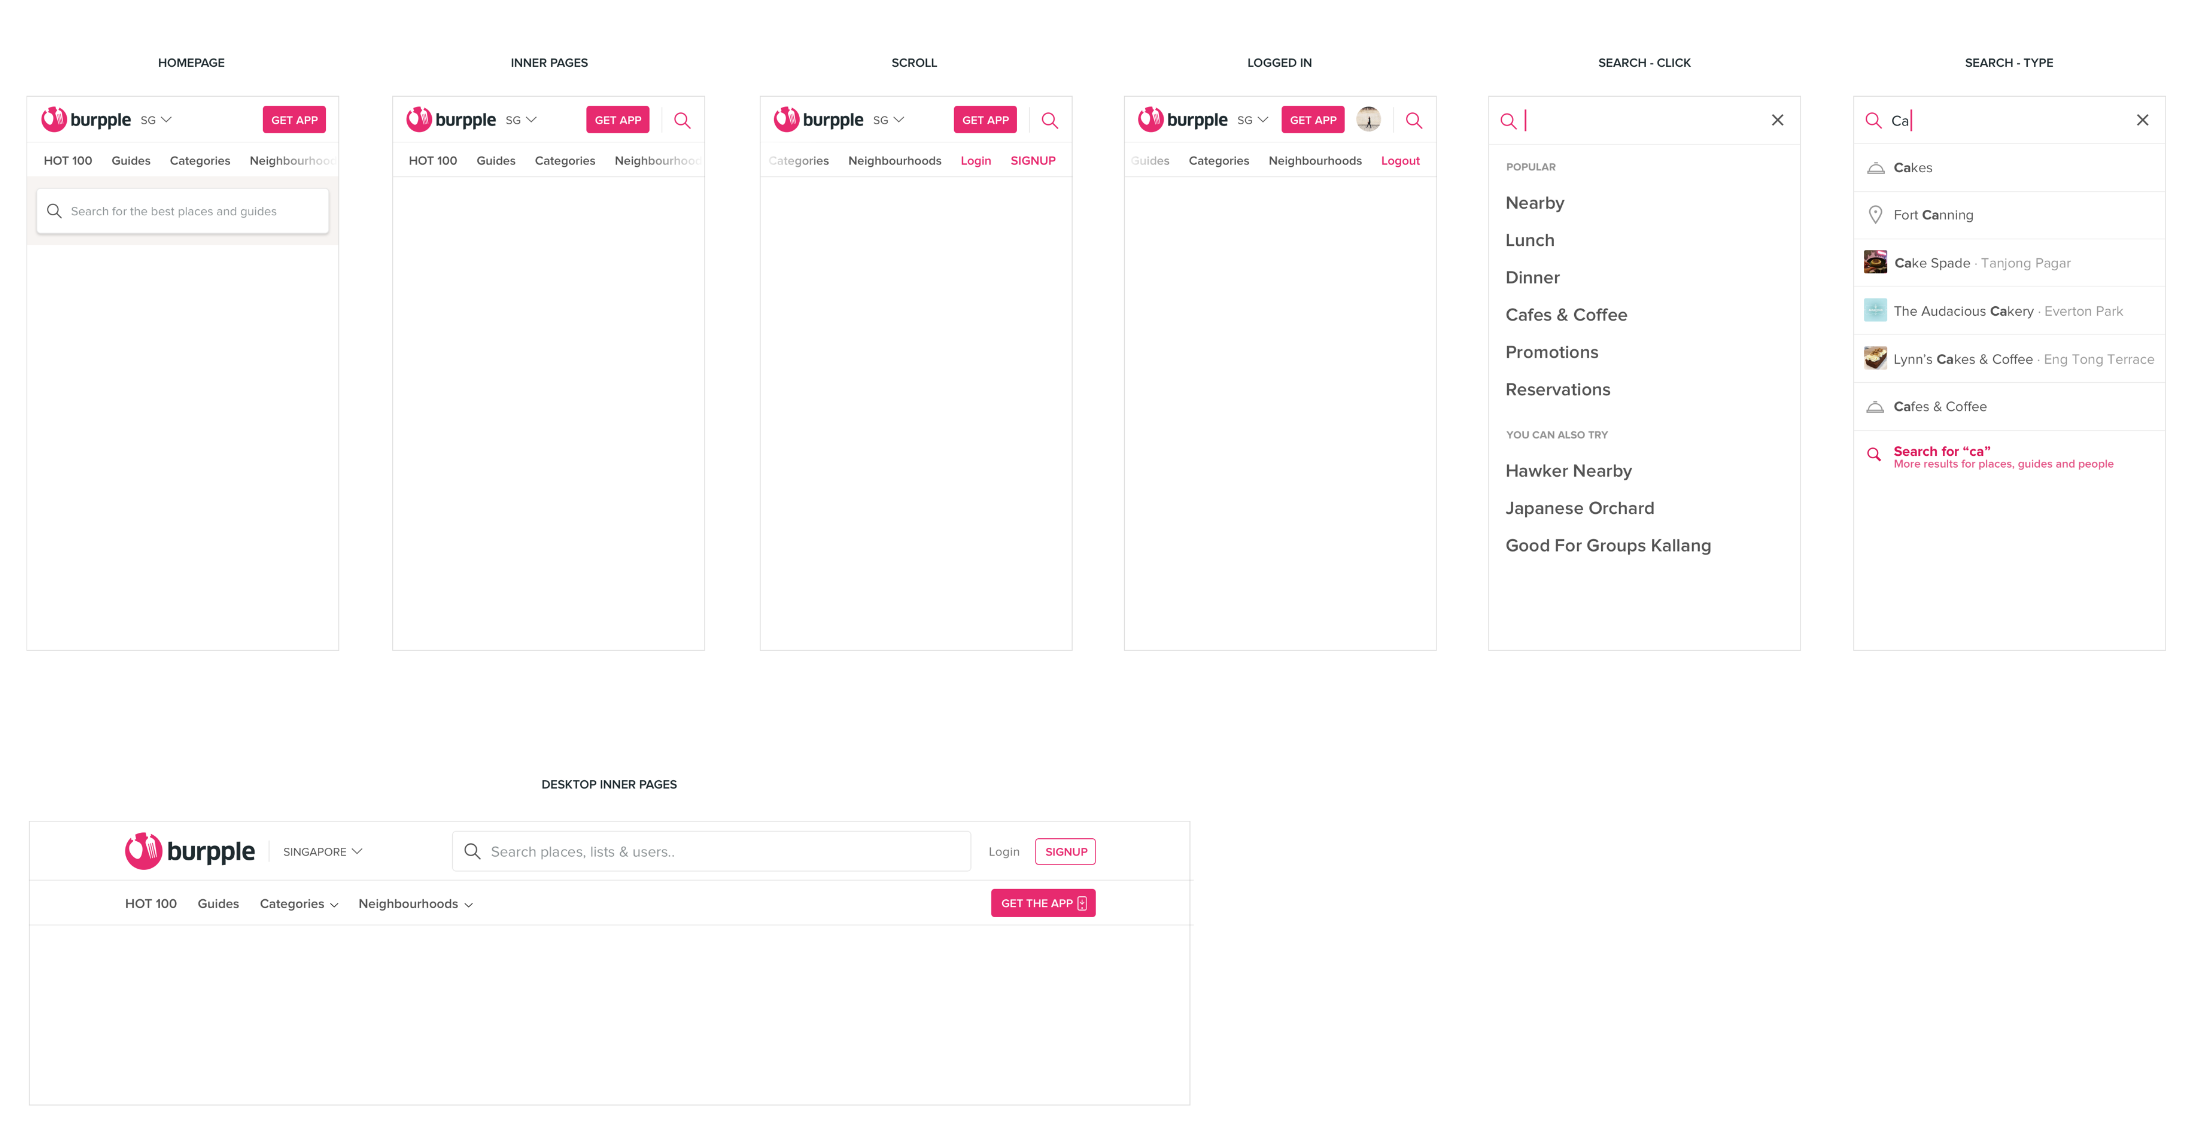 HOMEPAGE
burpple SG GET APP
HOT 100 Guides Categories Neighbourhood
Search for the best places and guides
INNER PAGES
burpple SG GET APP
HOT 100 Guides Categories Neighbourhood
SCROLL
burpple SG GET APP
Categories Neighbourhoods Login SIGNUP
LOGGED IN
burpple SG GET APP
Guides Categories Neighbourhoods Logout
SEARCH - CLICK
POPULAR
Nearby
Lunch
Dinner
Cafes & Coffee
Promotions
Reservations
YOU CAN ALSO TRY
Hawker Nearby
Japanese Orchard
Good For Groups Kallang
SEARCH - TYPE
Ca
Cakes
Fort Canning
Cake Spade · Tanjong Pagar
The Audacious Cakery · Everton Park
Lynn's Cakes & Coffee · Eng Tong Terrace
Cafes & Coffee
Search for “ca”
More results for places, guides and people
DESKTOP INNER PAGES
burpple SINGAPORE Search places, lists & users.. Login SIGNUP
HOT 100 Guides Categories Neighbourhoods GET THE APP